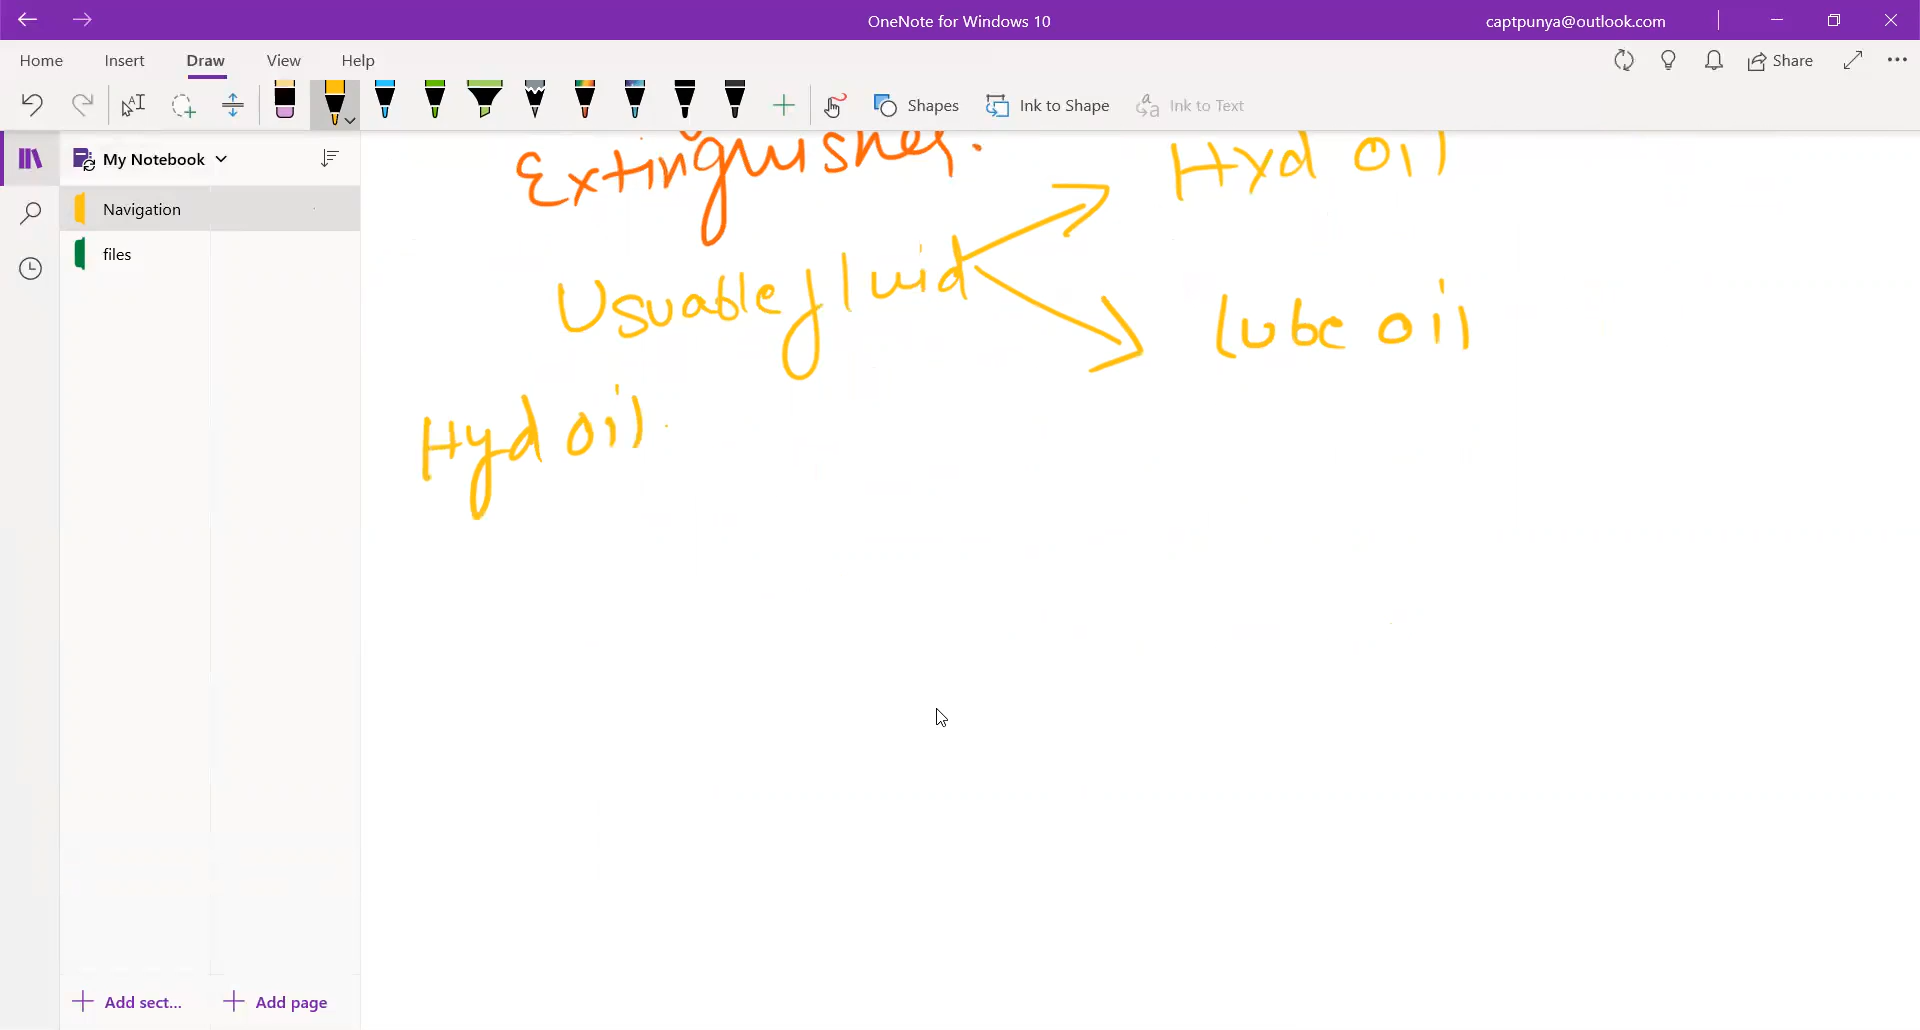 OneNote for Windows 10
captpunya@outlook.com
Home Insert Draw View Help
Share
Shapes Ink to Shape Ink to Text
My Notebook
Navigation
files
Extinguisher.
Usuable fluid
Hyd oil
lube oil
Hyd oil.
Add sect... Add page